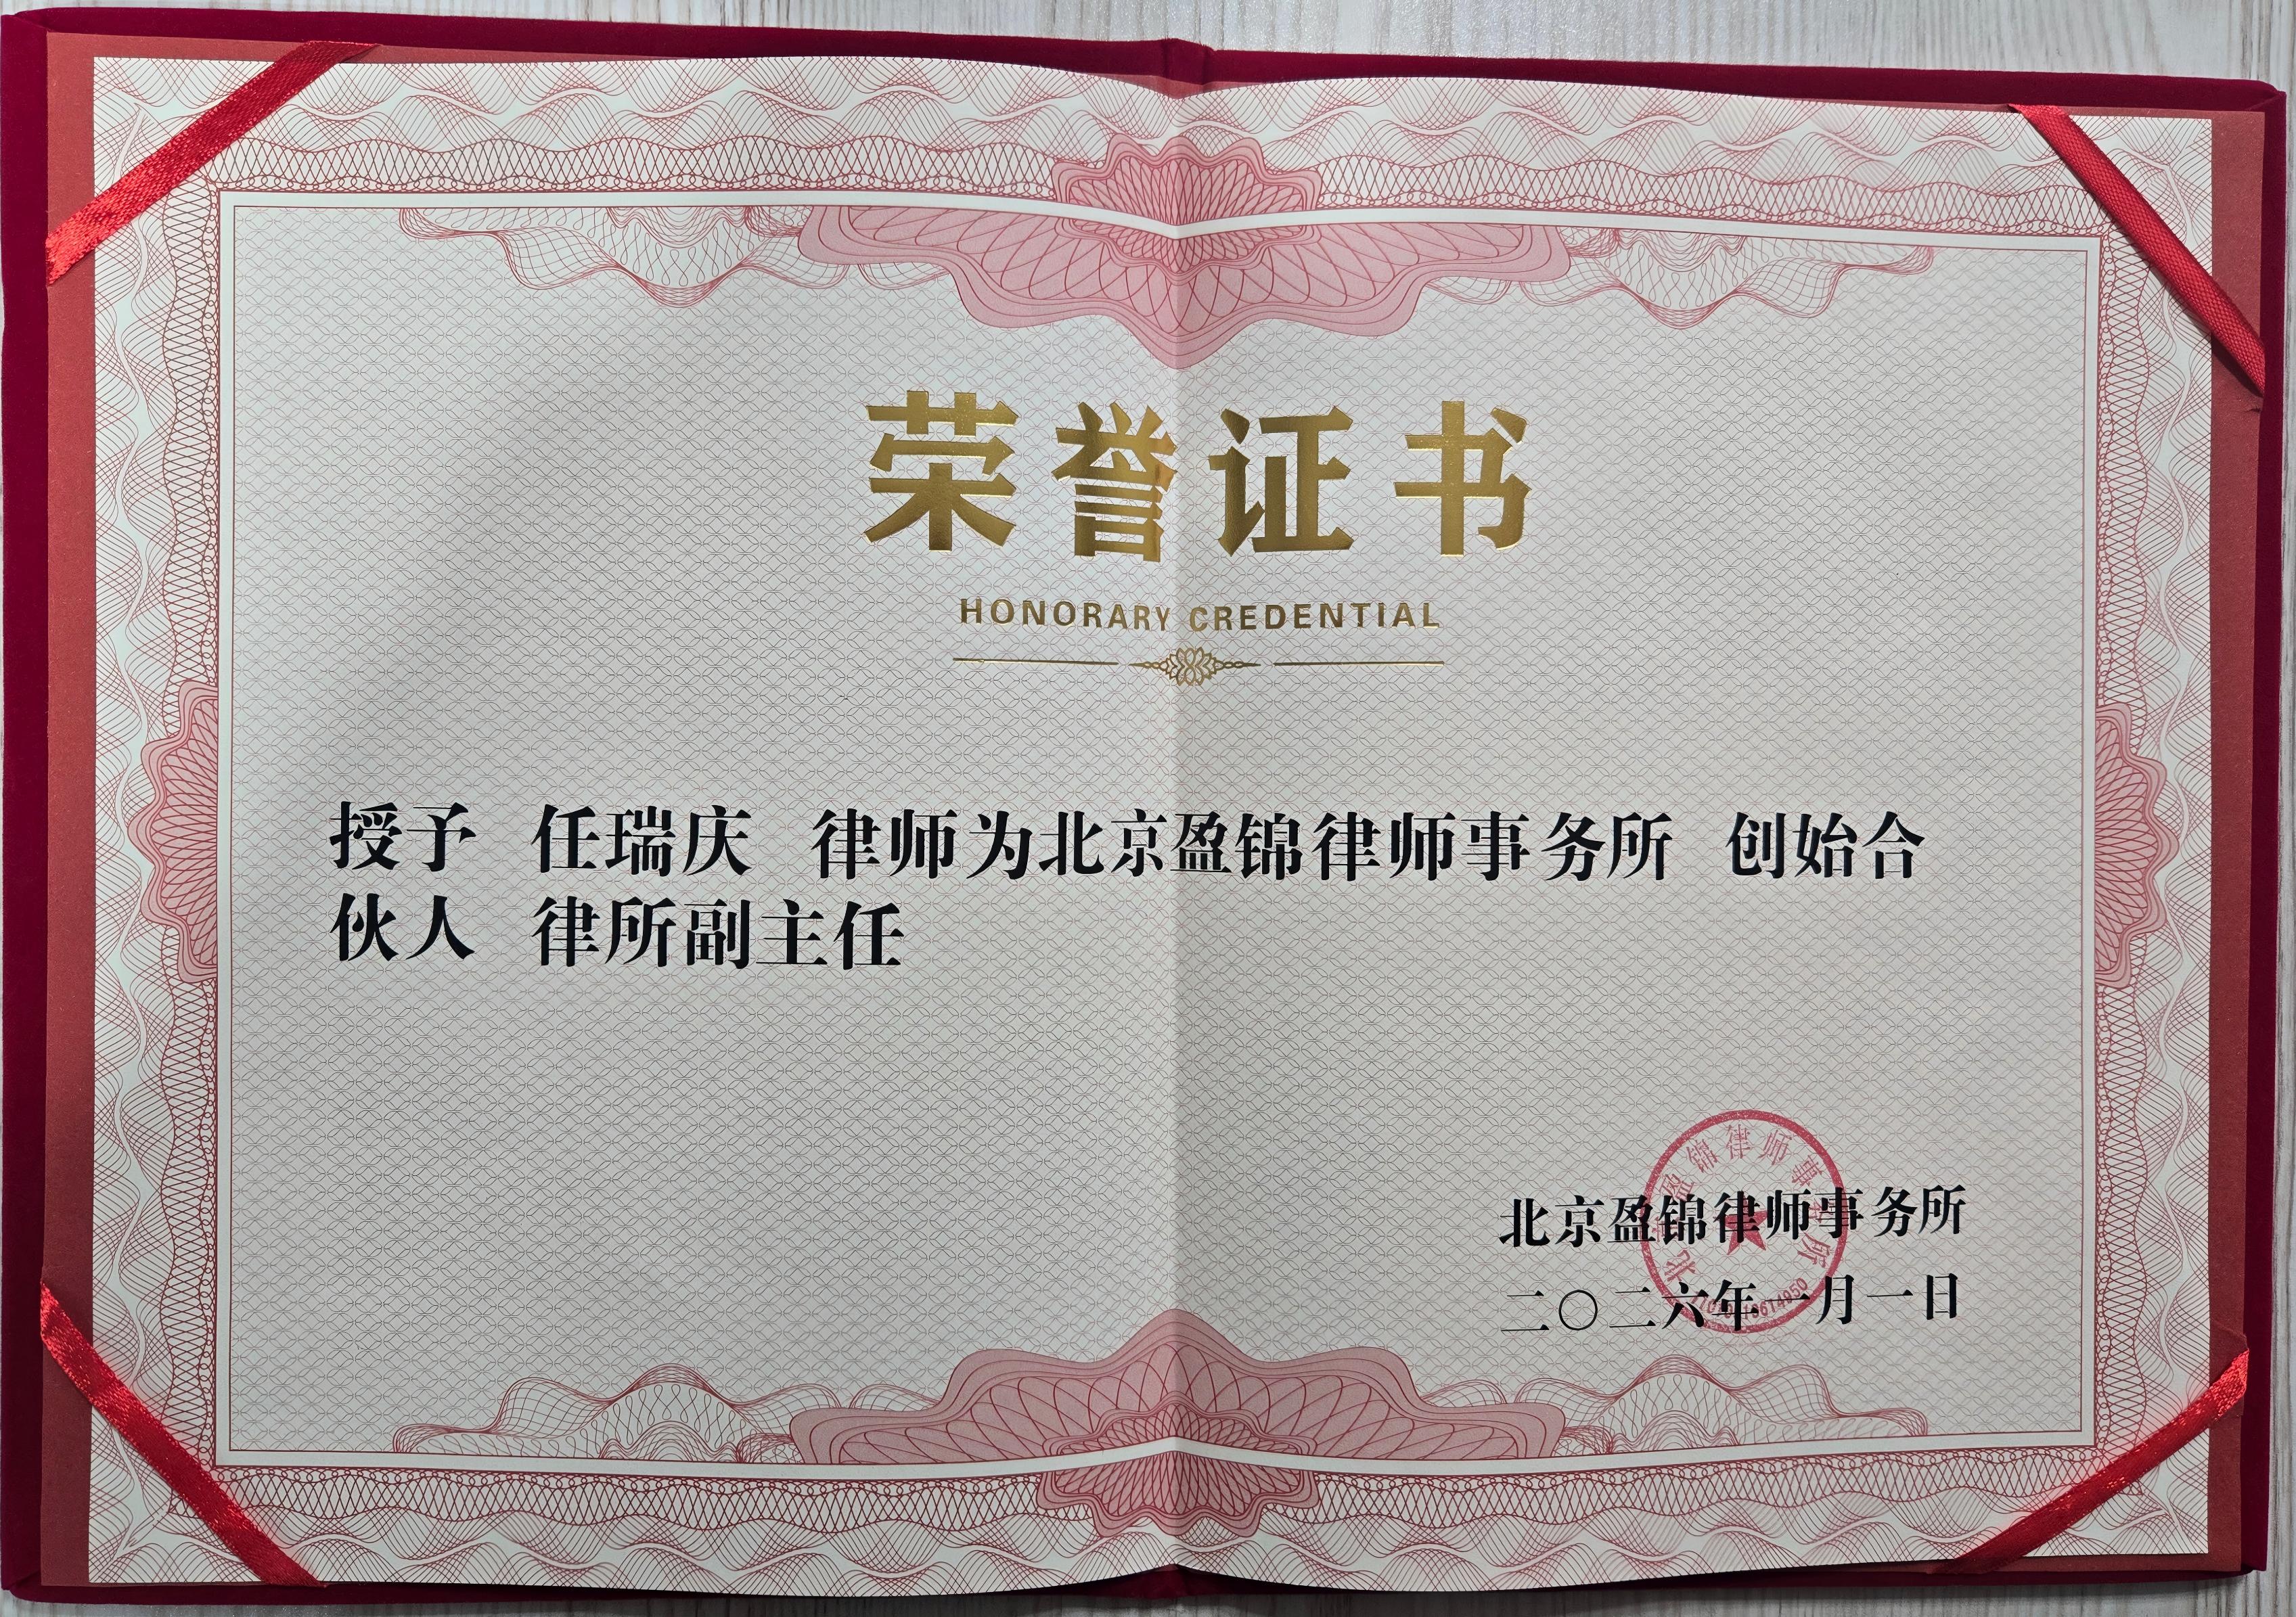 荣誉证书
HONORARY CREDENTIAL
授予 任瑞庆 律师为北京盈锦律师事务所 创始合
伙人 律所副主任
北京盈锦律师事务所
二〇二六年一月一日